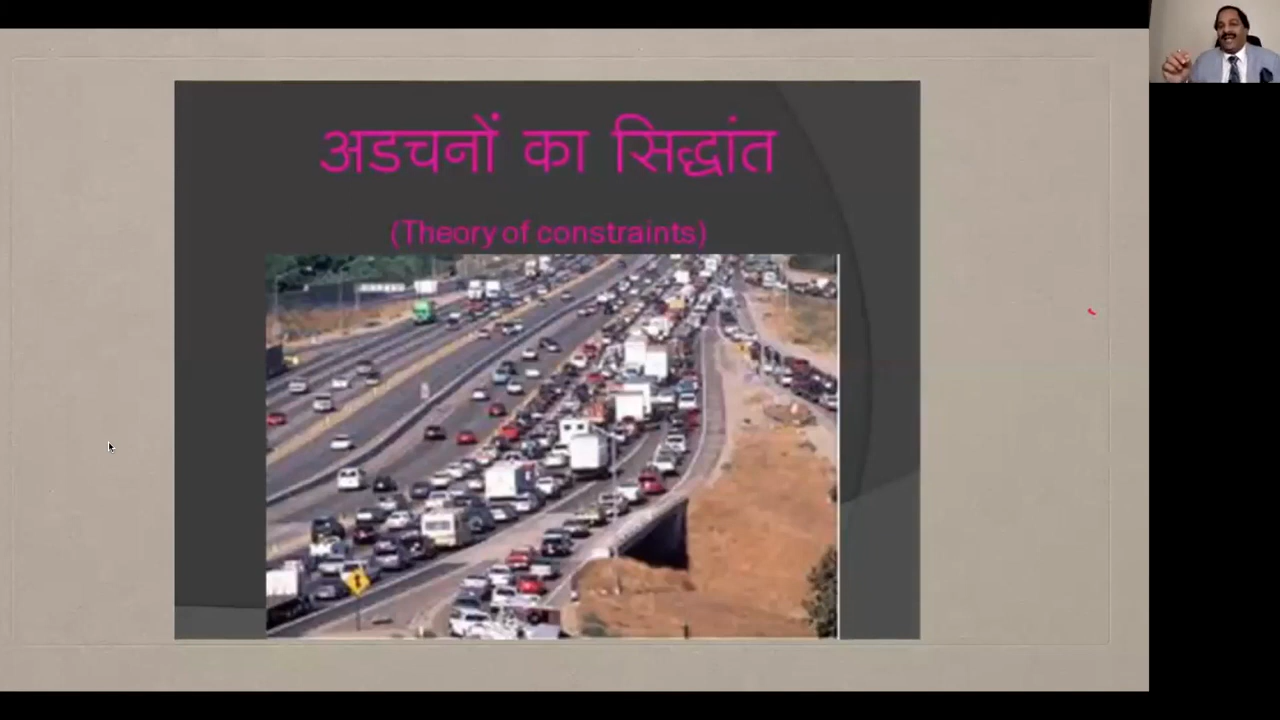 अडचनों का सिद्धांत
(Theory of constraints)